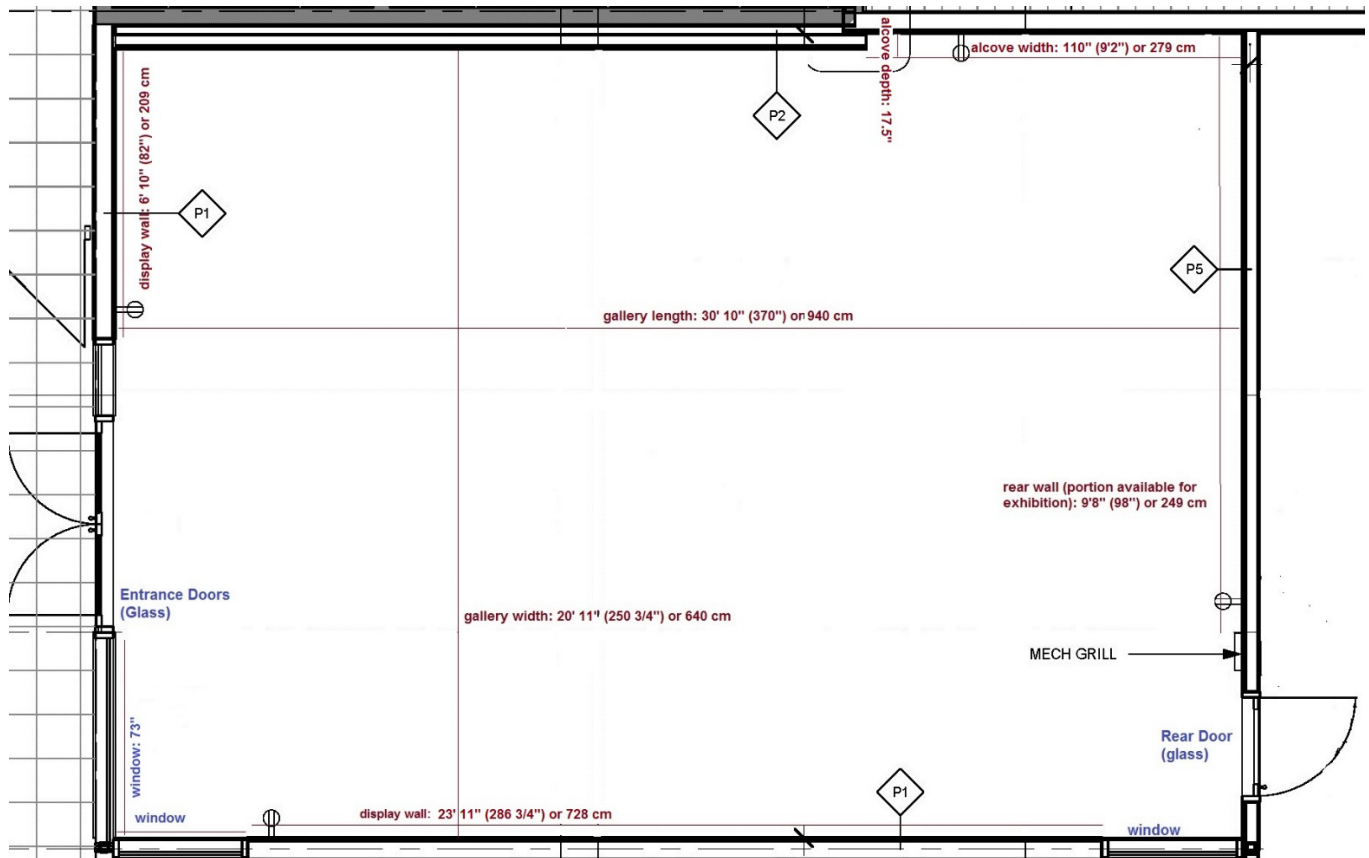 alcove depth: 17.5"
alcove width: 110" (9'2") or 279 cm
display wall: 6' 10" (82") or 209 cm
P2
P1
P5
gallery length: 30' 10" (370") or 940 cm
rear wall (portion available for
exhibition): 9'8" (98") or 249 cm
Entrance Doors
(Glass)
gallery width: 20' 11" (250 3/4") or 640 cm
MECH GRILL
window: 73"
Rear Door
(glass)
P1
display wall: 23' 11" (286 3/4") or 728 cm
window
window